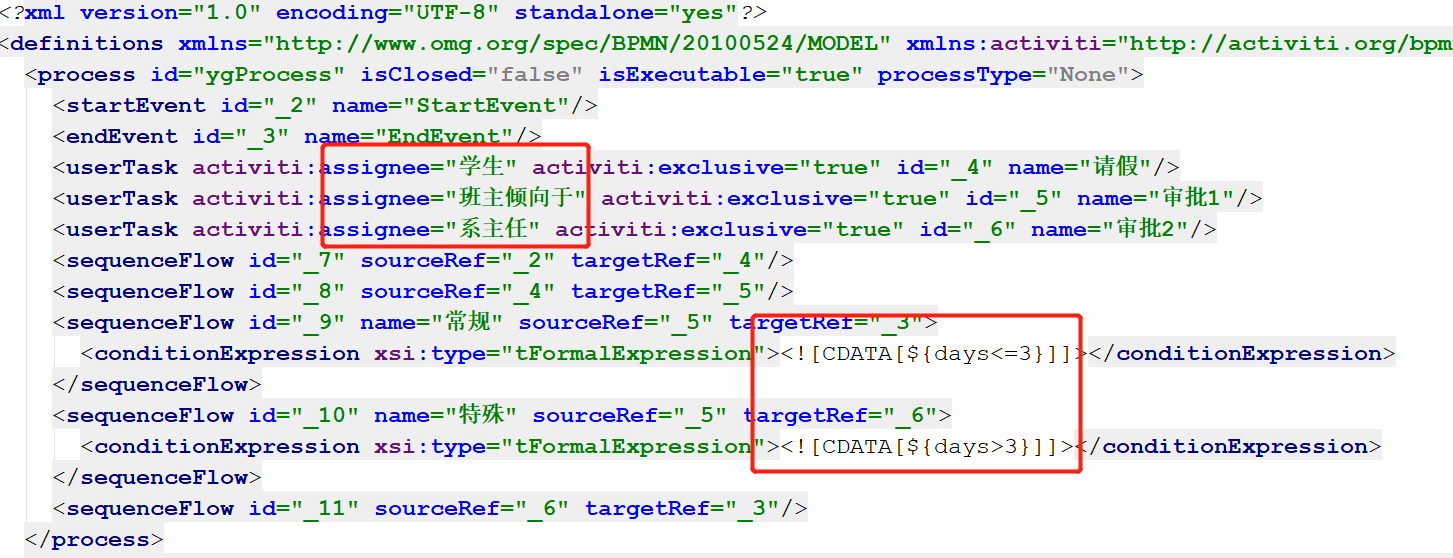 <?xml version="1.0" encoding="UTF-8" standalone="yes"?>
<definitions xmlns="http://www.omg.org/spec/BPMN/20100524/MODEL" xmlns:activiti="http://activiti.org/bpm
<process id="ygProcess" isClosed="false" isExecutable="true" processType="None">
<startEvent id="_2" name="StartEvent"/>
<endEvent id="_3" name="EndEvent"/>
<userTask activiti:assignee="学生" activiti:exclusive="true" id="_4" name="请假"/>
<userTask activiti:assignee="班主倾向于" activiti:exclusive="true" id="_5" name="审批1"/>
<userTask activiti:assignee="系主任" activiti:exclusive="true" id="_6" name="审批2"/>
<sequenceFlow id="_7" sourceRef="_2" targetRef="_4"/>
<sequenceFlow id="_8" sourceRef="_4" targetRef="_5"/>
<sequenceFlow id="_9" name="常规" sourceRef="_5" targetRef="_3">
<conditionExpression xsi:type="tFormalExpression"><![CDATA[${days<=3}]]></conditionExpression>
</sequenceFlow>
<sequenceFlow id="_10" name="特殊" sourceRef="_5" targetRef="_6">
<conditionExpression xsi:type="tFormalExpression"><![CDATA[${days>3}]]></conditionExpression>
</sequenceFlow>
<sequenceFlow id="_11" sourceRef="_6" targetRef="_3"/>
</process>